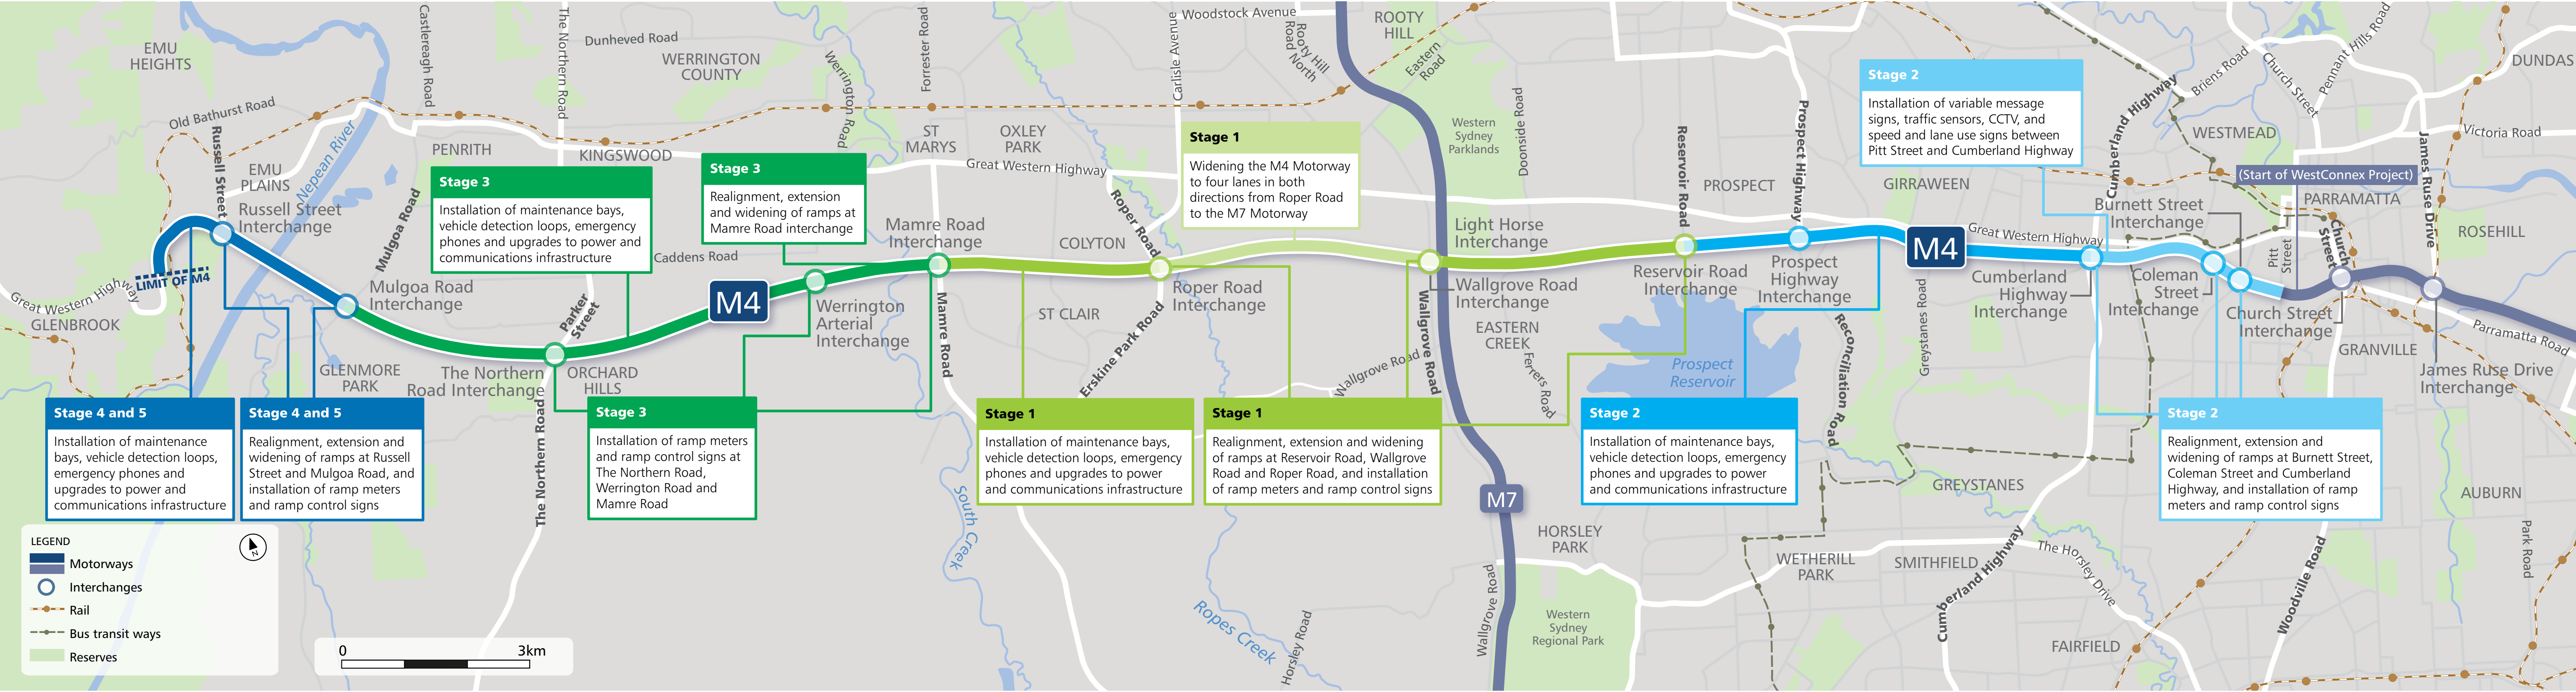 EMU
HEIGHTS
Castlereagh Road
The Northern Road
Dunheved Road
WERRINGTON
COUNTY
Werrington Road
Forrester Road
Carlisle Avenue
Woodstock Avenue
Rooty Hill
Road North
ROOTY
HILL
Eastern
Road
Old Bathurst Road
Russell Street
EMU
PLAINS
Nepean River
PENRITH
KINGSWOOD
ST
MARYS
OXLEY
PARK
Great Western Highway
Western
Sydney
Parklands
Doonside Road
Reservoir Road
PROSPECT
Prospect Highway
Stage 2
Installation of variable message
signs, traffic sensors, CCTV, and
speed and lane use signs between
Pitt Street and Cumberland Highway
GIRRAWEEN
Cumberland Highway
Briens Road
Church Street
Pennant Hills Road
DUNDAS
WESTMEAD
Victoria Road
James Ruse Drive
(Start of WestConnex Project)
PARRAMATTA
ROSEHILL
Stage 3
Installation of maintenance bays,
vehicle detection loops, emergency
phones and upgrades to power and
communications infrastructure
Stage 3
Realignment, extension
and widening of ramps at
Mamre Road interchange
Stage 1
Widening the M4 Motorway
to four lanes in both
directions from Roper Road
to the M7 Motorway
Russell Street
Interchange
Mulgoa Road
Caddens Road
Mamre Road
Interchange
COLYTON
Roper Road
Light Horse
Interchange
Burnett Street
Interchange
Great Western Highway
Pitt
Street
Church
Street
Great Western Highway
LIMIT OF M4
GLENBROOK
Mulgoa Road
Interchange
Parker
Street
M4
Werrington
Arterial
Interchange
Mamre Road
ST CLAIR
Roper Road
Interchange
Erskine Park Road
Wallgrove Road
Interchange
Wallgrove Road
EASTERN
CREEK
Reservoir Road
Interchange
Prospect
Highway
Interchange
M4
Cumberland
Highway
Interchange
Coleman
Street
Interchange
Church Street
Interchange
Parramatta Road
GRANVILLE
James Ruse Drive
Interchange
GLENMORE
PARK
The Northern
Road Interchange
ORCHARD
HILLS
Wallgrove Road
Ferrers Road
Prospect
Reservoir
Reconciliation Road
Greystanes Road
Stage 4 and 5
Installation of maintenance
bays, vehicle detection loops,
emergency phones and
upgrades to power and
communications infrastructure
Stage 4 and 5
Realignment, extension and
widening of ramps at Russell
Street and Mulgoa Road, and
installation of ramp meters
and ramp control signs
The Northern Road
Stage 3
Installation of ramp meters
and ramp control signs at
The Northern Road,
Werrington Road and
Mamre Road
Stage 1
Installation of maintenance bays,
vehicle detection loops, emergency
phones and upgrades to power
and communications infrastructure
Stage 1
Realignment, extension and widening
of ramps at Reservoir Road, Wallgrove
Road and Roper Road, and installation
of ramp meters and ramp control signs
Stage 2
Installation of maintenance bays,
vehicle detection loops, emergency
phones and upgrades to power
and communications infrastructure
Stage 2
Realignment, extension and
widening of ramps at Burnett Street,
Coleman Street and Cumberland
Highway, and installation of ramp
meters and ramp control signs
M7
GREYSTANES
AUBURN
South Creek
HORSLEY
PARK
WETHERILL
PARK
SMITHFIELD
The Horsley Drive
Cumberland Highway
Woodville Road
Park Road
Ropes Creek
Horsley Road
Wallgrove Road
Western
Sydney
Regional Park
FAIRFIELD
LEGEND
N
Motorways
Interchanges
Rail
Bus transit ways
Reserves
0
3km